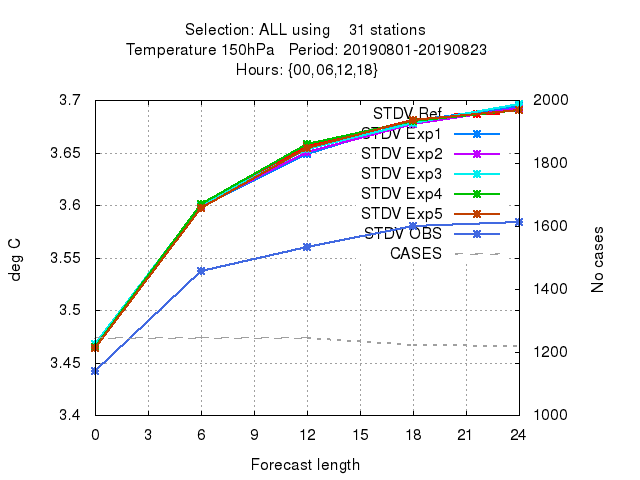 Selection: ALL using    31 stations
Temperature 150hPa   Period: 20190801-20190823
Hours: {00,06,12,18}
3.7
3.65
3.6
3.55
3.5
3.45
3.4
deg C
2000
1800
1600
1400
1200
1000
No cases
STDV Ref
STDV Exp1
STDV Exp2
STDV Exp3
STDV Exp4
STDV Exp5
STDV OBS
CASES
0 3 6 9 12 15 18 21 24
Forecast length